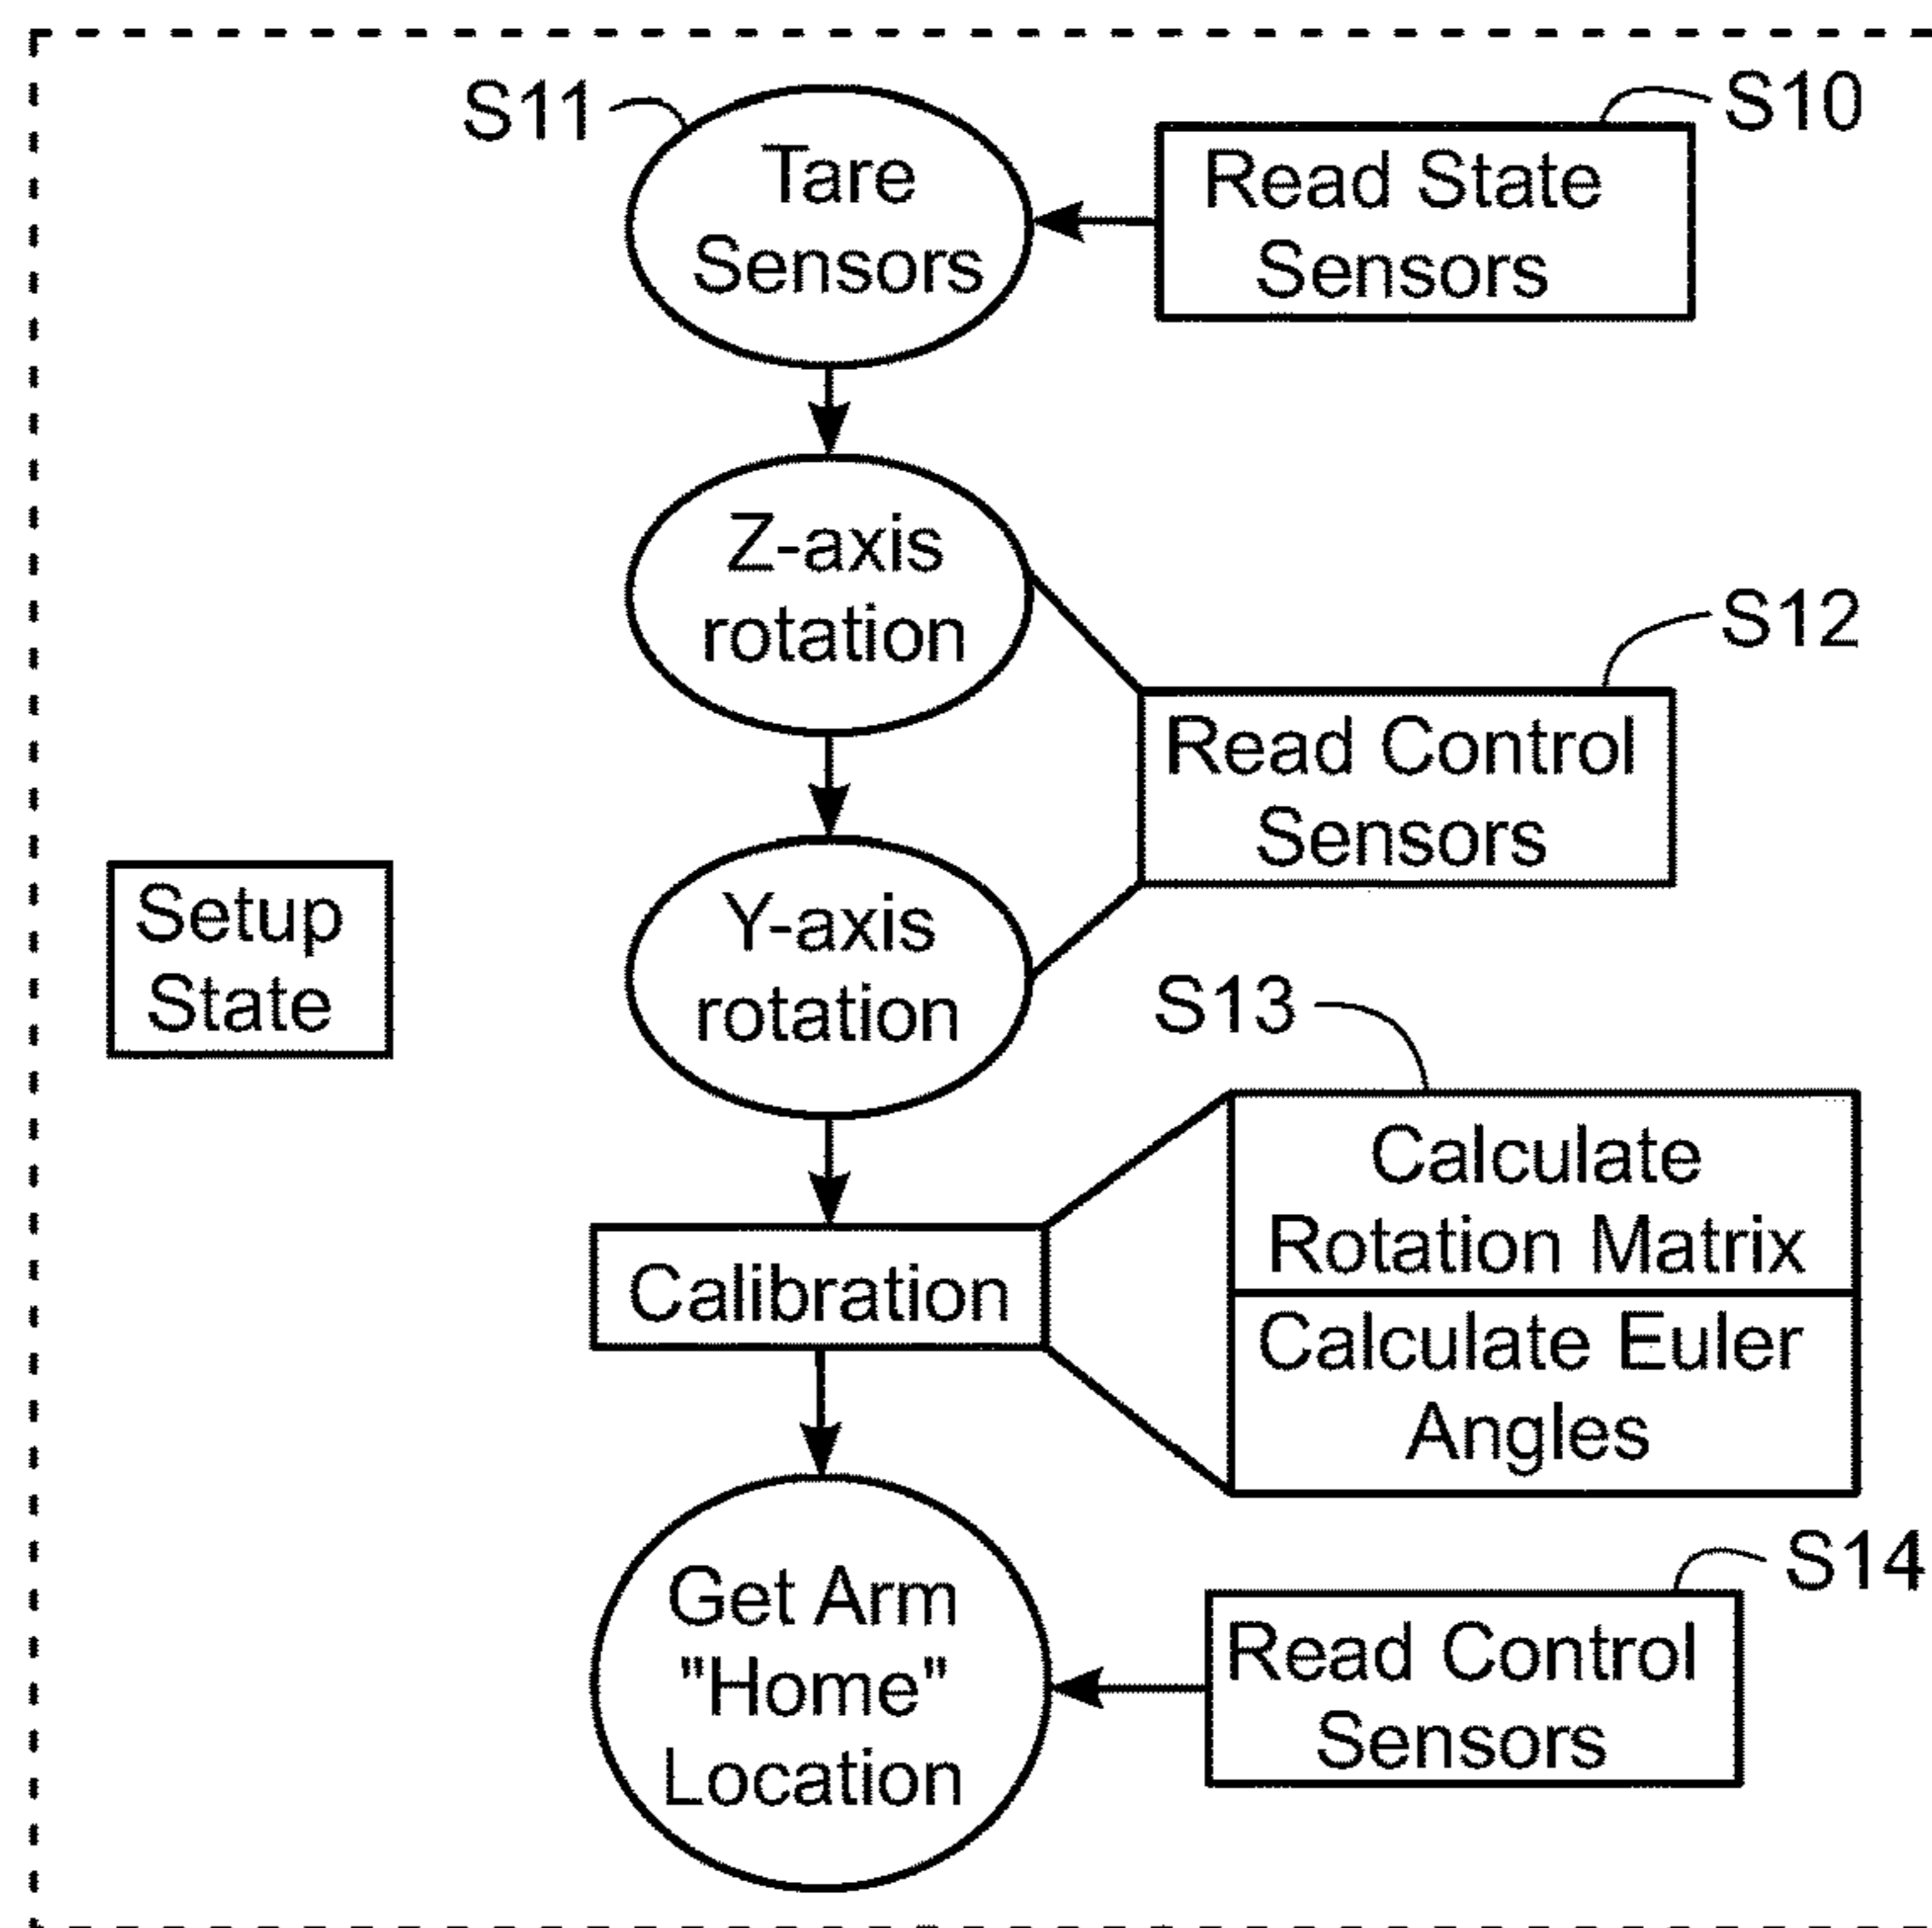 S11
S10
Tare
Sensors
Read State
Sensors
Z-axis
rotation
S12
Read Control
Sensors
Setup
State
Y-axis
rotation
S13
Calculate
Rotation Matrix
Calibration
Calculate Euler
Angles
S14
Get Arm
"Home"
Location
Read Control
Sensors